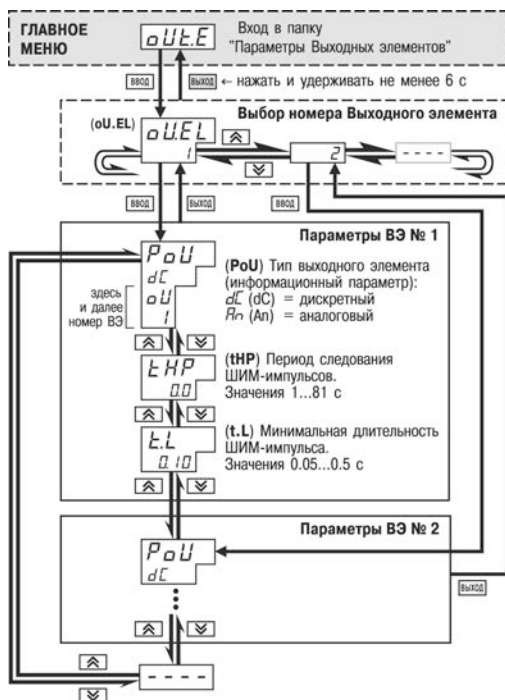 ГЛАВНОЕ
МЕНЮ
oUt.E
Вход в папку
"Параметры Выходных элементов"
ВВОД
ВЫХОД
← нажать и удерживать не менее 6 с
Выбор номера Выходного элемента
(oU.EL)
oU.EL
1
2
- - - -
ВВОД
ВЫХОД
ВВОД
Параметры ВЭ № 1
PoU
dC
oU
1
здесь
и далее
номер ВЭ
(PoU) Тип выходного элемента
(информационный параметр):
dC (dC) = дискретный
An (An) = аналоговый
tHP
0.0
(tHP) Период следования
ШИМ-импульсов.
Значения 1...81 с
t.L
0.10
(t.L) Минимальная длительность
ШИМ-импульса.
Значения 0.05...0.5 с
Параметры ВЭ № 2
PoU
dC
ВЫХОД
- - - -